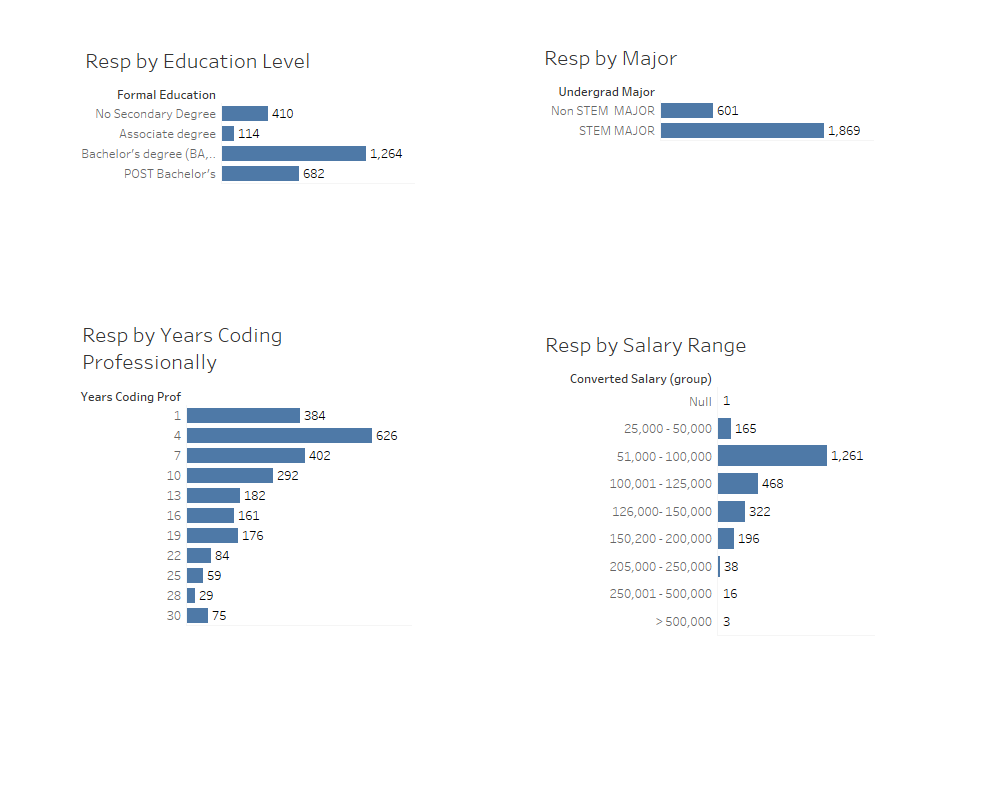 Resp by Education Level
Formal Education
No Secondary Degree 410
Associate degree 114
Bachelor's degree (BA,.. 1,264
POST Bachelor's 682
Resp by Major
Undergrad Major
Non STEM MAJOR 601
STEM MAJOR 1,869
Resp by Years Coding
Professionally
Years Coding Prof
1 384
4 626
7 402
10 292
13 182
16 161
19 176
22 84
25 59
28 29
30 75
Resp by Salary Range
Converted Salary (group)
Null 1
25,000 - 50,000 165
51,000 - 100,000 1,261
100,001 - 125,000 468
126,000- 150,000 322
150,200 - 200,000 196
205,000 - 250,000 38
250,001 - 500,000 16
> 500,000 3